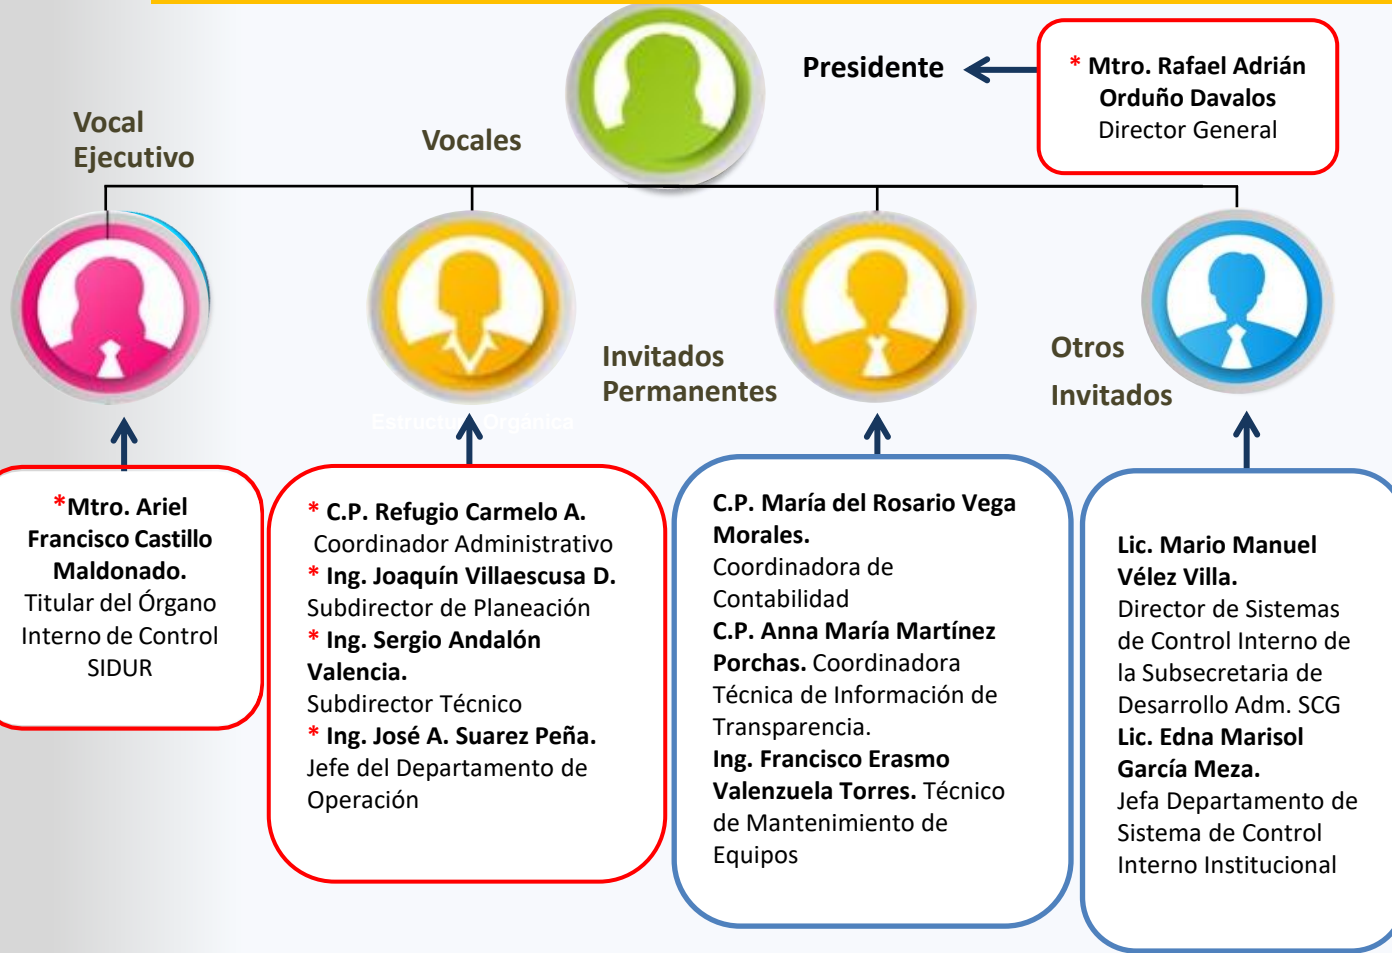 Presidente
* Mtro. Rafael Adrián
Orduño Davalos
Director General
Vocal
Ejecutivo
Vocales
Invitados
Permanentes
Otros
Invitados
Estructura Orgánica
*Mtro. Ariel
Francisco Castillo
Maldonado.
Titular del Órgano
Interno de Control
SIDUR
* C.P. Refugio Carmelo A.
Coordinador Administrativo
* Ing. Joaquín Villaescusa D.
Subdirector de Planeación
* Ing. Sergio Andalón
Valencia.
Subdirector Técnico
* Ing. José A. Suarez Peña.
Jefe del Departamento de
Operación
C.P. María del Rosario Vega
Morales.
Coordinadora de
Contabilidad
C.P. Anna María Martínez
Porchas. Coordinadora
Técnica de Información de
Transparencia.
Ing. Francisco Erasmo
Valenzuela Torres. Técnico
de Mantenimiento de
Equipos
Lic. Mario Manuel
Vélez Villa.
Director de Sistemas
de Control Interno de
la Subsecretaria de
Desarrollo Adm. SCG
Lic. Edna Marisol
García Meza.
Jefa Departamento de
Sistema de Control
Interno Institucional